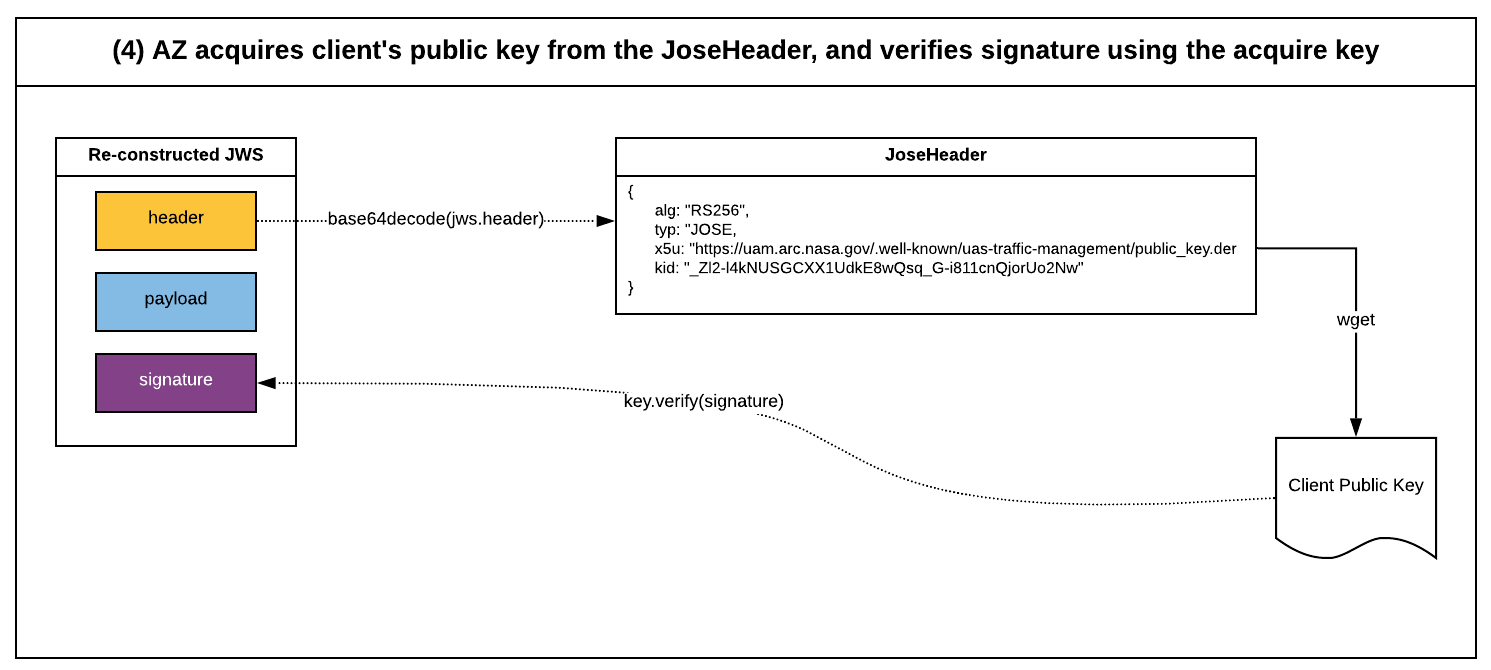 (4) AZ acquires client's public key from the JoseHeader, and verifies signature using the acquire key
Re-constructed JWS
header
payload
signature
base64decode(jws.header)
JoseHeader
{
alg: "RS256",
typ: "JOSE,
x5u: "https://uam.arc.nasa.gov/.well-known/uas-traffic-management/public_key.der
kid: "_Zl2-l4kNUSGCXX1UdkE8wQsq_G-i811cnQjorUo2Nw"
}
wget
key.verify(signature)
Client Public Key